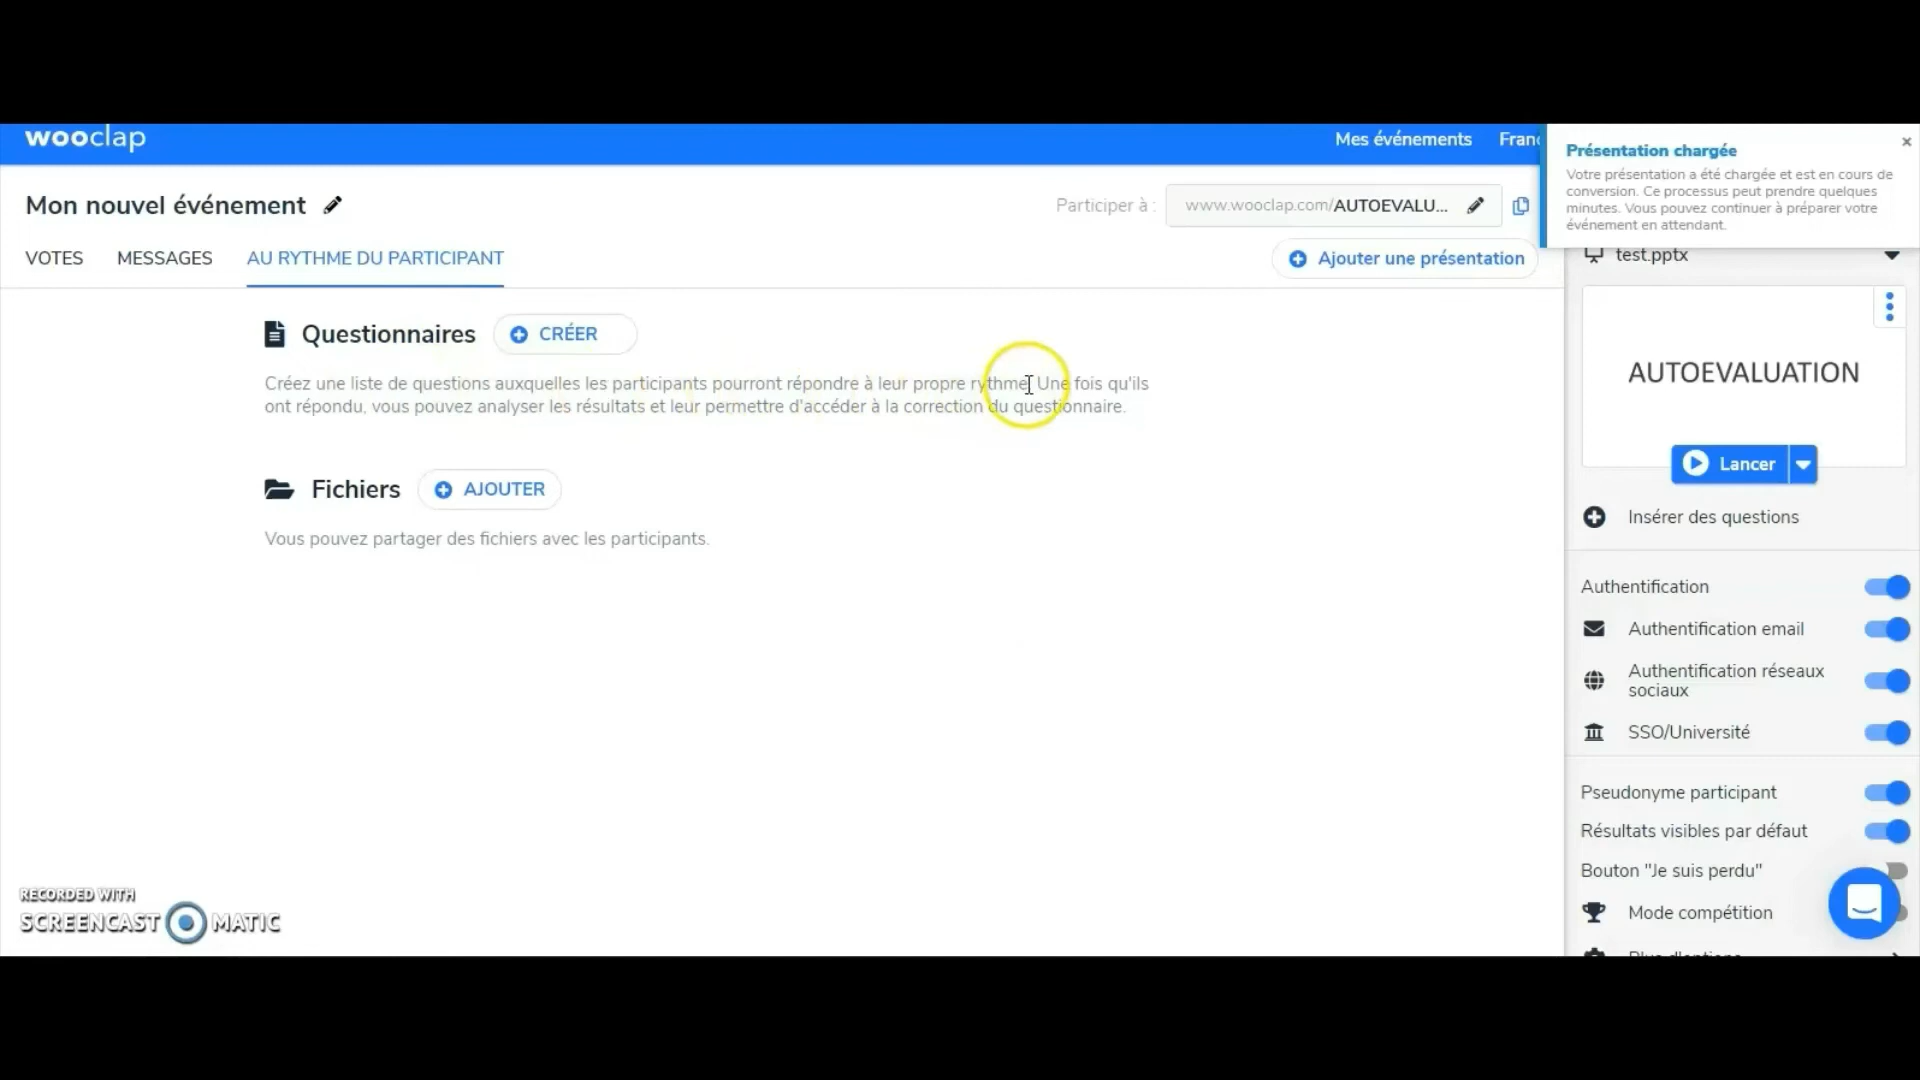 wooclap
Mes événements
Présentation chargée
Votre présentation a été chargée et est en cours de
conversion. Ce processus peut prendre quelques
minutes. Vous pouvez continuer à préparer votre
événement en attendant.
Mon nouvel événement
Participer à :
www.wooclap.com/AUTOEVALU...
VOTES
MESSAGES
AU RYTHME DU PARTICIPANT
Ajouter une présentation
test.pptx
Questionnaires
CRÉER
Créez une liste de questions auxquelles les participants pourront répondre à leur propre rythme. Une fois qu'ils
ont répondu, vous pouvez analyser les résultats et leur permettre d'accéder à la correction du questionnaire.
Fichiers
AJOUTER
Vous pouvez partager des fichiers avec les participants.
AUTOEVALUATION
Lancer
Insérer des questions
Authentification
Authentification email
Authentification réseaux
sociaux
SSO/Université
Pseudonyme participant
Résultats visibles par défaut
Bouton "Je suis perdu"
Mode compétition
RECORDED WITH
SCREENCAST MATIC